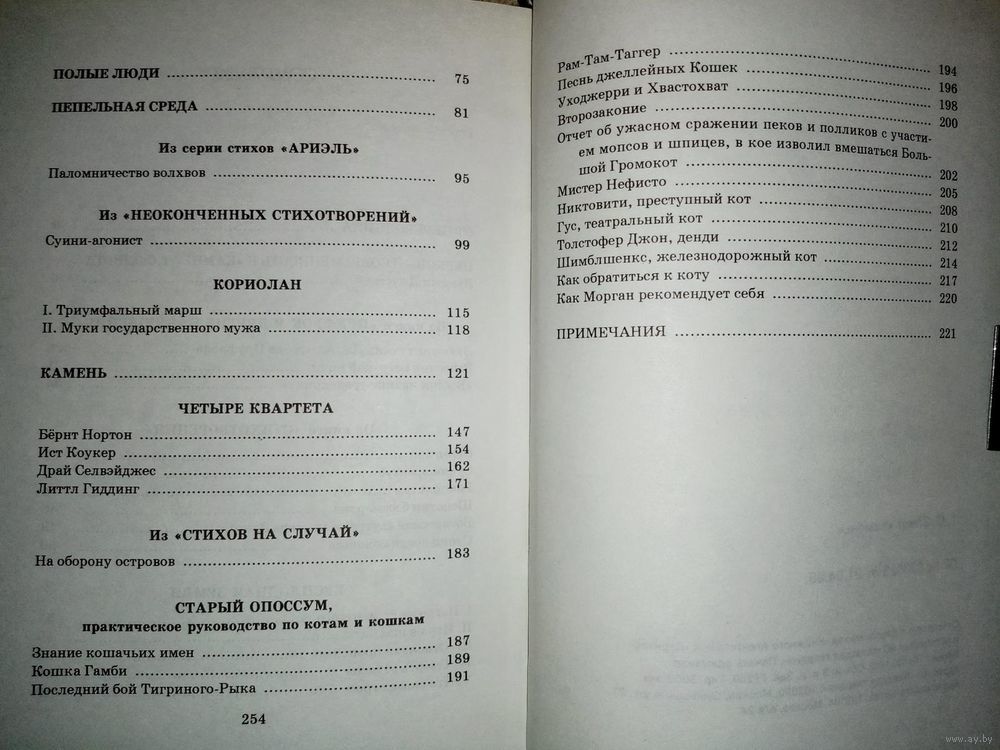 ПОЛЫЕ ЛЮДИ ........ 75
ПЕПЕЛЬНАЯ СРЕДА ........ 81
Из серии стихов «АРИЭЛЬ»
Паломничество волхвов ........ 95
Из «НЕОКОНЧЕННЫХ СТИХОТВОРЕНИЙ»
Суини-агонист ........ 99
КОРИОЛАН
I. Триумфальный марш ........ 115
II. Муки государственного мужа ........ 118
КАМЕНЬ ........ 121
ЧЕТЫРЕ КВАРТЕТА
Бёрнт Нортон ........ 147
Ист Коукер ........ 154
Драй Селвэйджес ........ 162
Литтл Гиддинг ........ 171
Из «СТИХОВ НА СЛУЧАЙ»
На оборону островов ........ 183
СТАРЫЙ ОПОССУМ,
практическое руководство по котам и кошкам
Знание кошачьих имен ........ 187
Кошка Гамби ........ 189
Последний бой Тигриного-Рыка ........ 191
254
Рам-Там-Таггер ........ 194
Песнь джеллейных Кошек ........ 196
Уходжерри и Хвастохват ........ 198
Второзаконие ........ 200
Отчет об ужасном сражении пеков и полликов с участи-
ем мопсов и шпицев, в кое изволил вмешаться Боль-
шой Громокот ........ 202
Мистер Нефисто ........ 205
Никтовити, преступный кот ........ 208
Гус, театральный кот ........ 210
Толстофер Джон, денди ........ 212
Шимблшенкс, железнодорожный кот ........ 214
Как обратиться к коту ........ 217
Как Морган рекомендует себя ........ 220
ПРИМЕЧАНИЯ ........ 221
www.ay.by